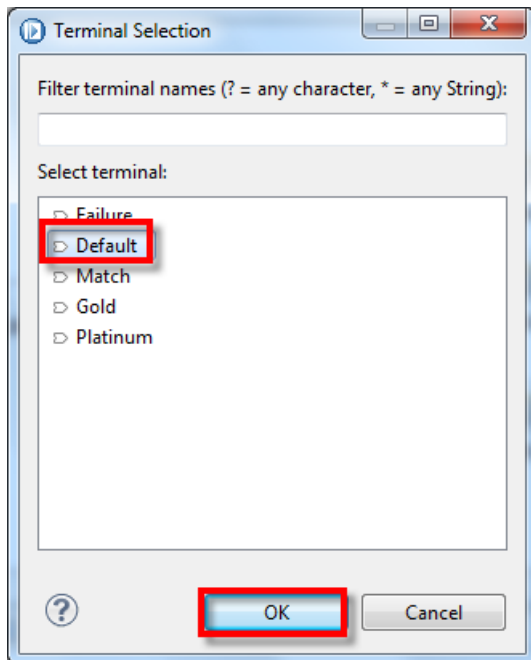 Terminal Selection
Filter terminal names (? = any character, * = any String):
Select terminal:
Failure
Default
Match
Gold
Platinum
?
OK
Cancel